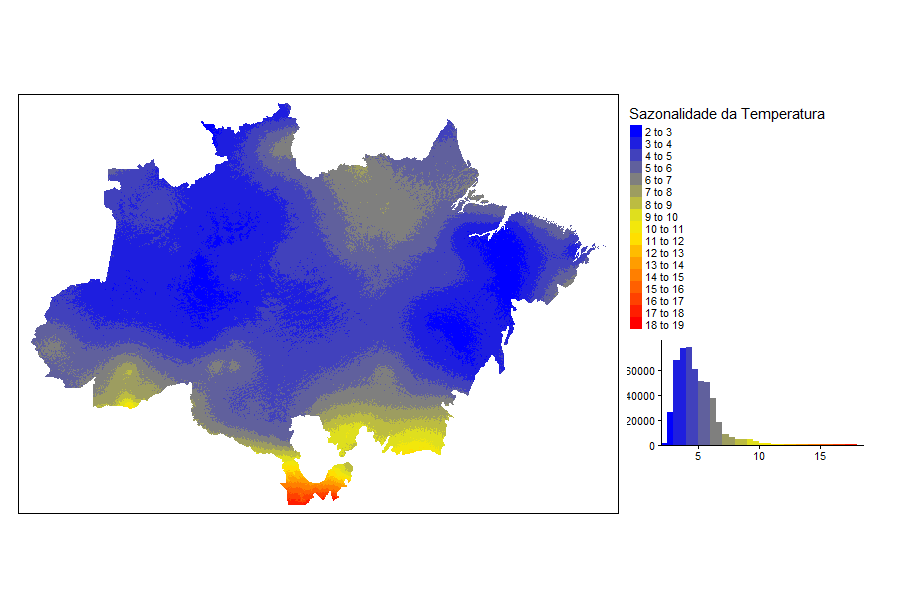 Sazonalidade da Temperatura
2 to 3
3 to 4
4 to 5
5 to 6
6 to 7
7 to 8
8 to 9
9 to 10
10 to 11
11 to 12
12 to 13
13 to 14
14 to 15
15 to 16
16 to 17
17 to 18
18 to 19
60000
40000
20000
0
5 10 15